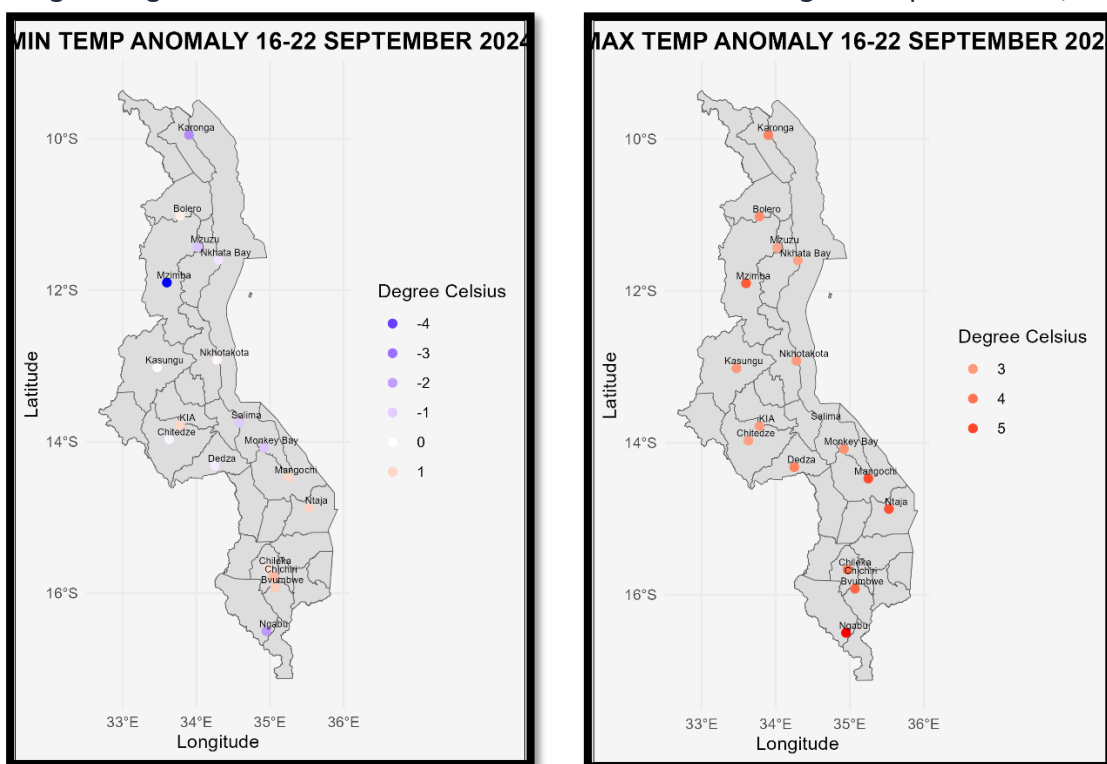 MIN TEMP ANOMALY 16-22 SEPTEMBER 2024
10°S
12°S
14°S
16°S
Latitude
Karonga
Bolero
Mzuzu
Nkhata Bay
Mzimba
Nkhotakota
Kasungu
KIA
Salima
Chitedze
Monkey Bay
Dedza
Mangochi
Ntaja
Chileka
Chichiri
Bvumbwe
Ngabu
33°E 34°E 35°E 36°E
Longitude
Degree Celsius
-4
-3
-2
-1
0
1
MAX TEMP ANOMALY 16-22 SEPTEMBER 202
10°S
12°S
14°S
16°S
Latitude
Karonga
Bolero
Mzuzu
Nkhata Bay
Mzimba
Nkhotakota
Kasungu
KIA
Salima
Chitedze
Monkey Bay
Dedza
Mangochi
Ntaja
Chileka
Chichiri
Bvumbwe
Ngabu
33°E 34°E 35°E 36°E
Longitude
Degree Celsius
3
4
5